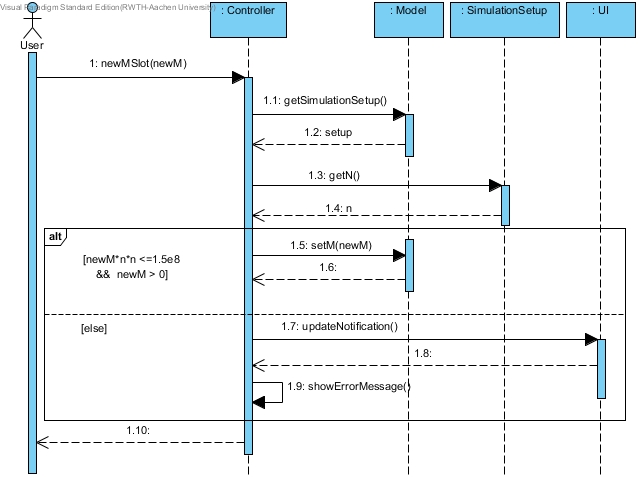 Visual Paradigm Standard Edition(RWTH-Aachen University)
: Controller
: Model
: SimulationSetup
: UI
User
1: newMSlot(newM)
1.1: getSimulationSetup()
1.2: setup
1.3: getN()
1.4: n
alt
[newM*n*n <=1.5e8
&& newM > 0]
1.5: setM(newM)
1.6:
[else]
1.7: updateNotification()
1.8:
1.9: showErrorMessage()
1.10: